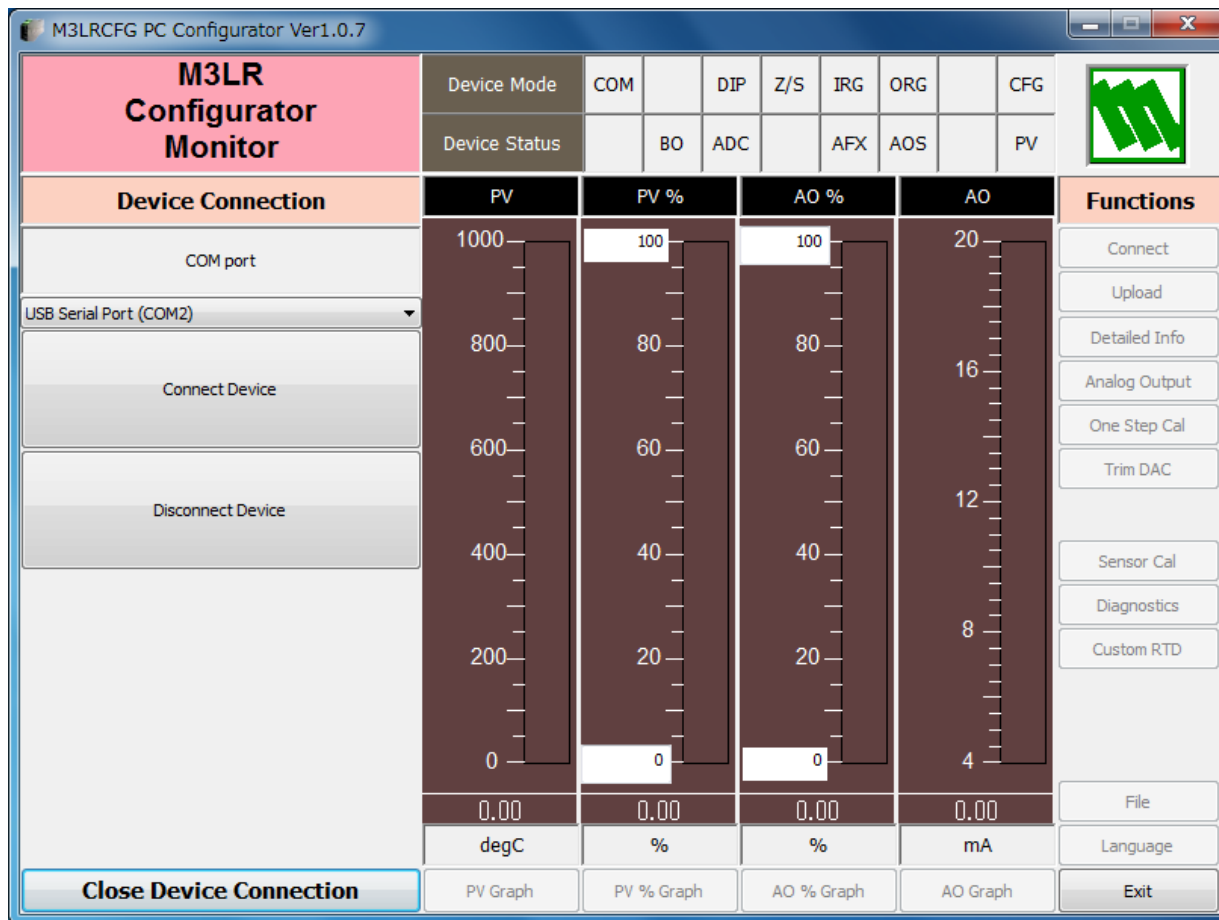 M3LRCFG PC Configurator Ver1.0.7
M3LR
Configurator
Monitor
Device Mode COM DIP Z/S IRG ORG CFG
Device Status BO ADC AFX AOS PV
Device Connection
COM port
USB Serial Port (COM2)
Connect Device
Disconnect Device
Close Device Connection
PV
1000
800
600
400
200
0
0.00
degC
PV Graph
PV %
100
80
60
40
20
0
0.00
%
PV % Graph
AO %
100
80
60
40
20
0
0.00
%
AO % Graph
AO
20
16
12
8
4
0.00
mA
AO Graph
Functions
Connect
Upload
Detailed Info
Analog Output
One Step Cal
Trim DAC
Sensor Cal
Diagnostics
Custom RTD
File
Language
Exit